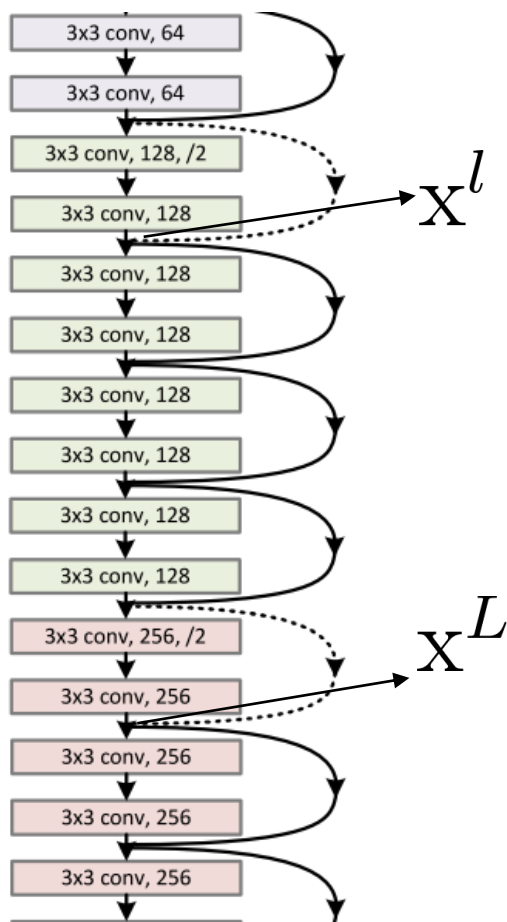 3x3 conv, 64
3x3 conv, 64
3x3 conv, 128, /2
3x3 conv, 128
x^l
3x3 conv, 128
3x3 conv, 128
3x3 conv, 128
3x3 conv, 128
3x3 conv, 128
3x3 conv, 128
3x3 conv, 256, /2
x^L
3x3 conv, 256
3x3 conv, 256
3x3 conv, 256
3x3 conv, 256